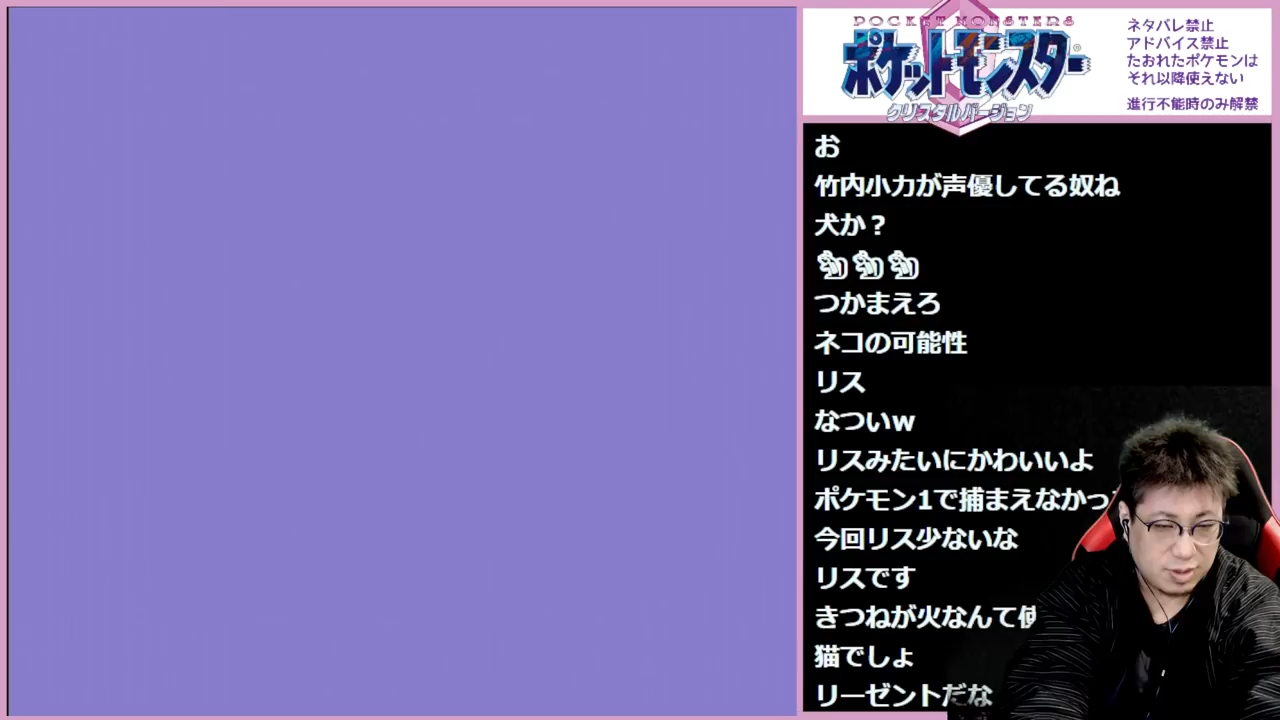 POCKET MONSTERS
ポケットモンスター
クリスタルバージョン
ネタバレ禁止
アドバイス禁止
たおれたポケモンは
それ以降使えない
進行不能時のみ解禁
お
竹内小力が声優してる奴ね
犬か？
🐿🐿🐿
つかまえろ
ネコの可能性
リス
なついw
リスみたいにかわいいよ
ポケモン1で捕まえなかっ
今回リス少ないな
リスです
きつねが火なんて
猫でしょ
リーゼントだな